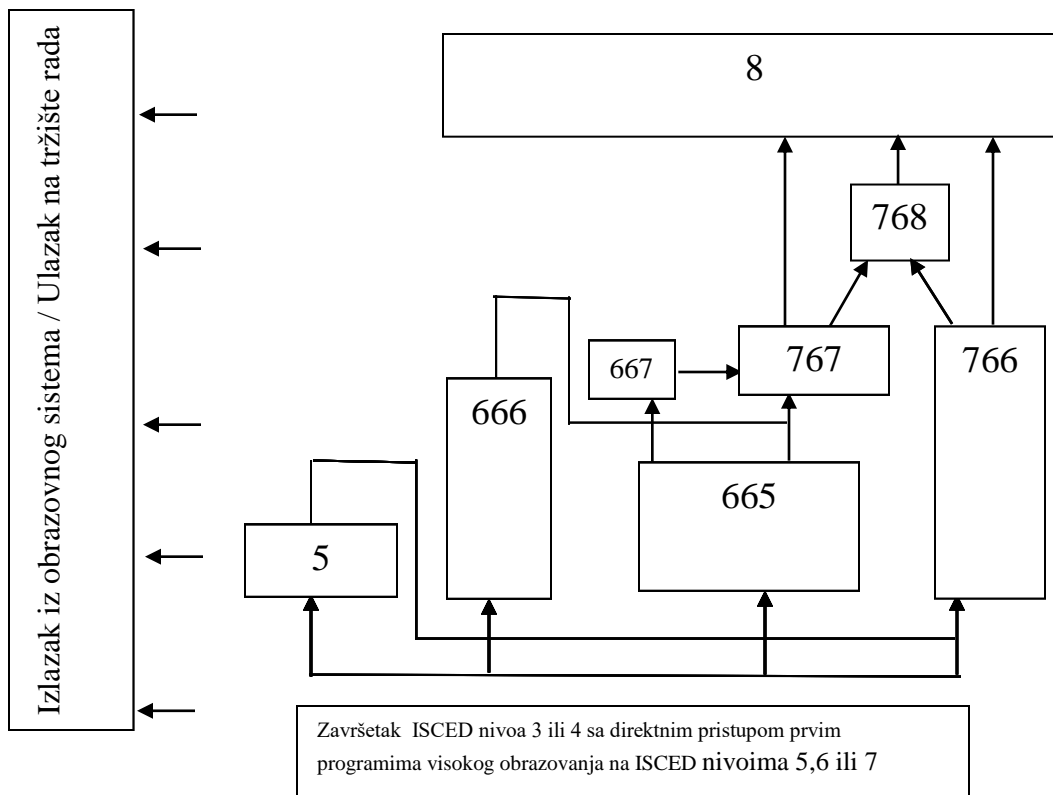 Izlazak iz obrazovnog sistema / Ulazak na tržište rada
8
768
767
766
667
666
665
5
Završetak ISCED nivoa 3 ili 4 sa direktnim pristupom prvim
programima visokog obrazovanja na ISCED nivoima 5,6 ili 7